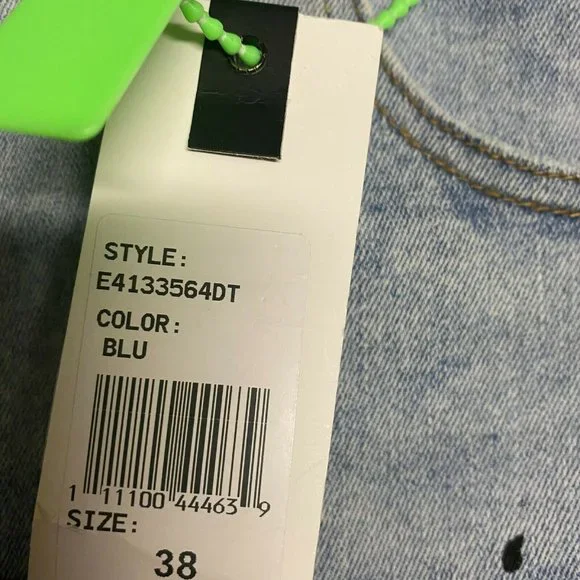 STYLE:
E4133564DT
COLOR:
BLU
1 11100 44463 9
SIZE:
38